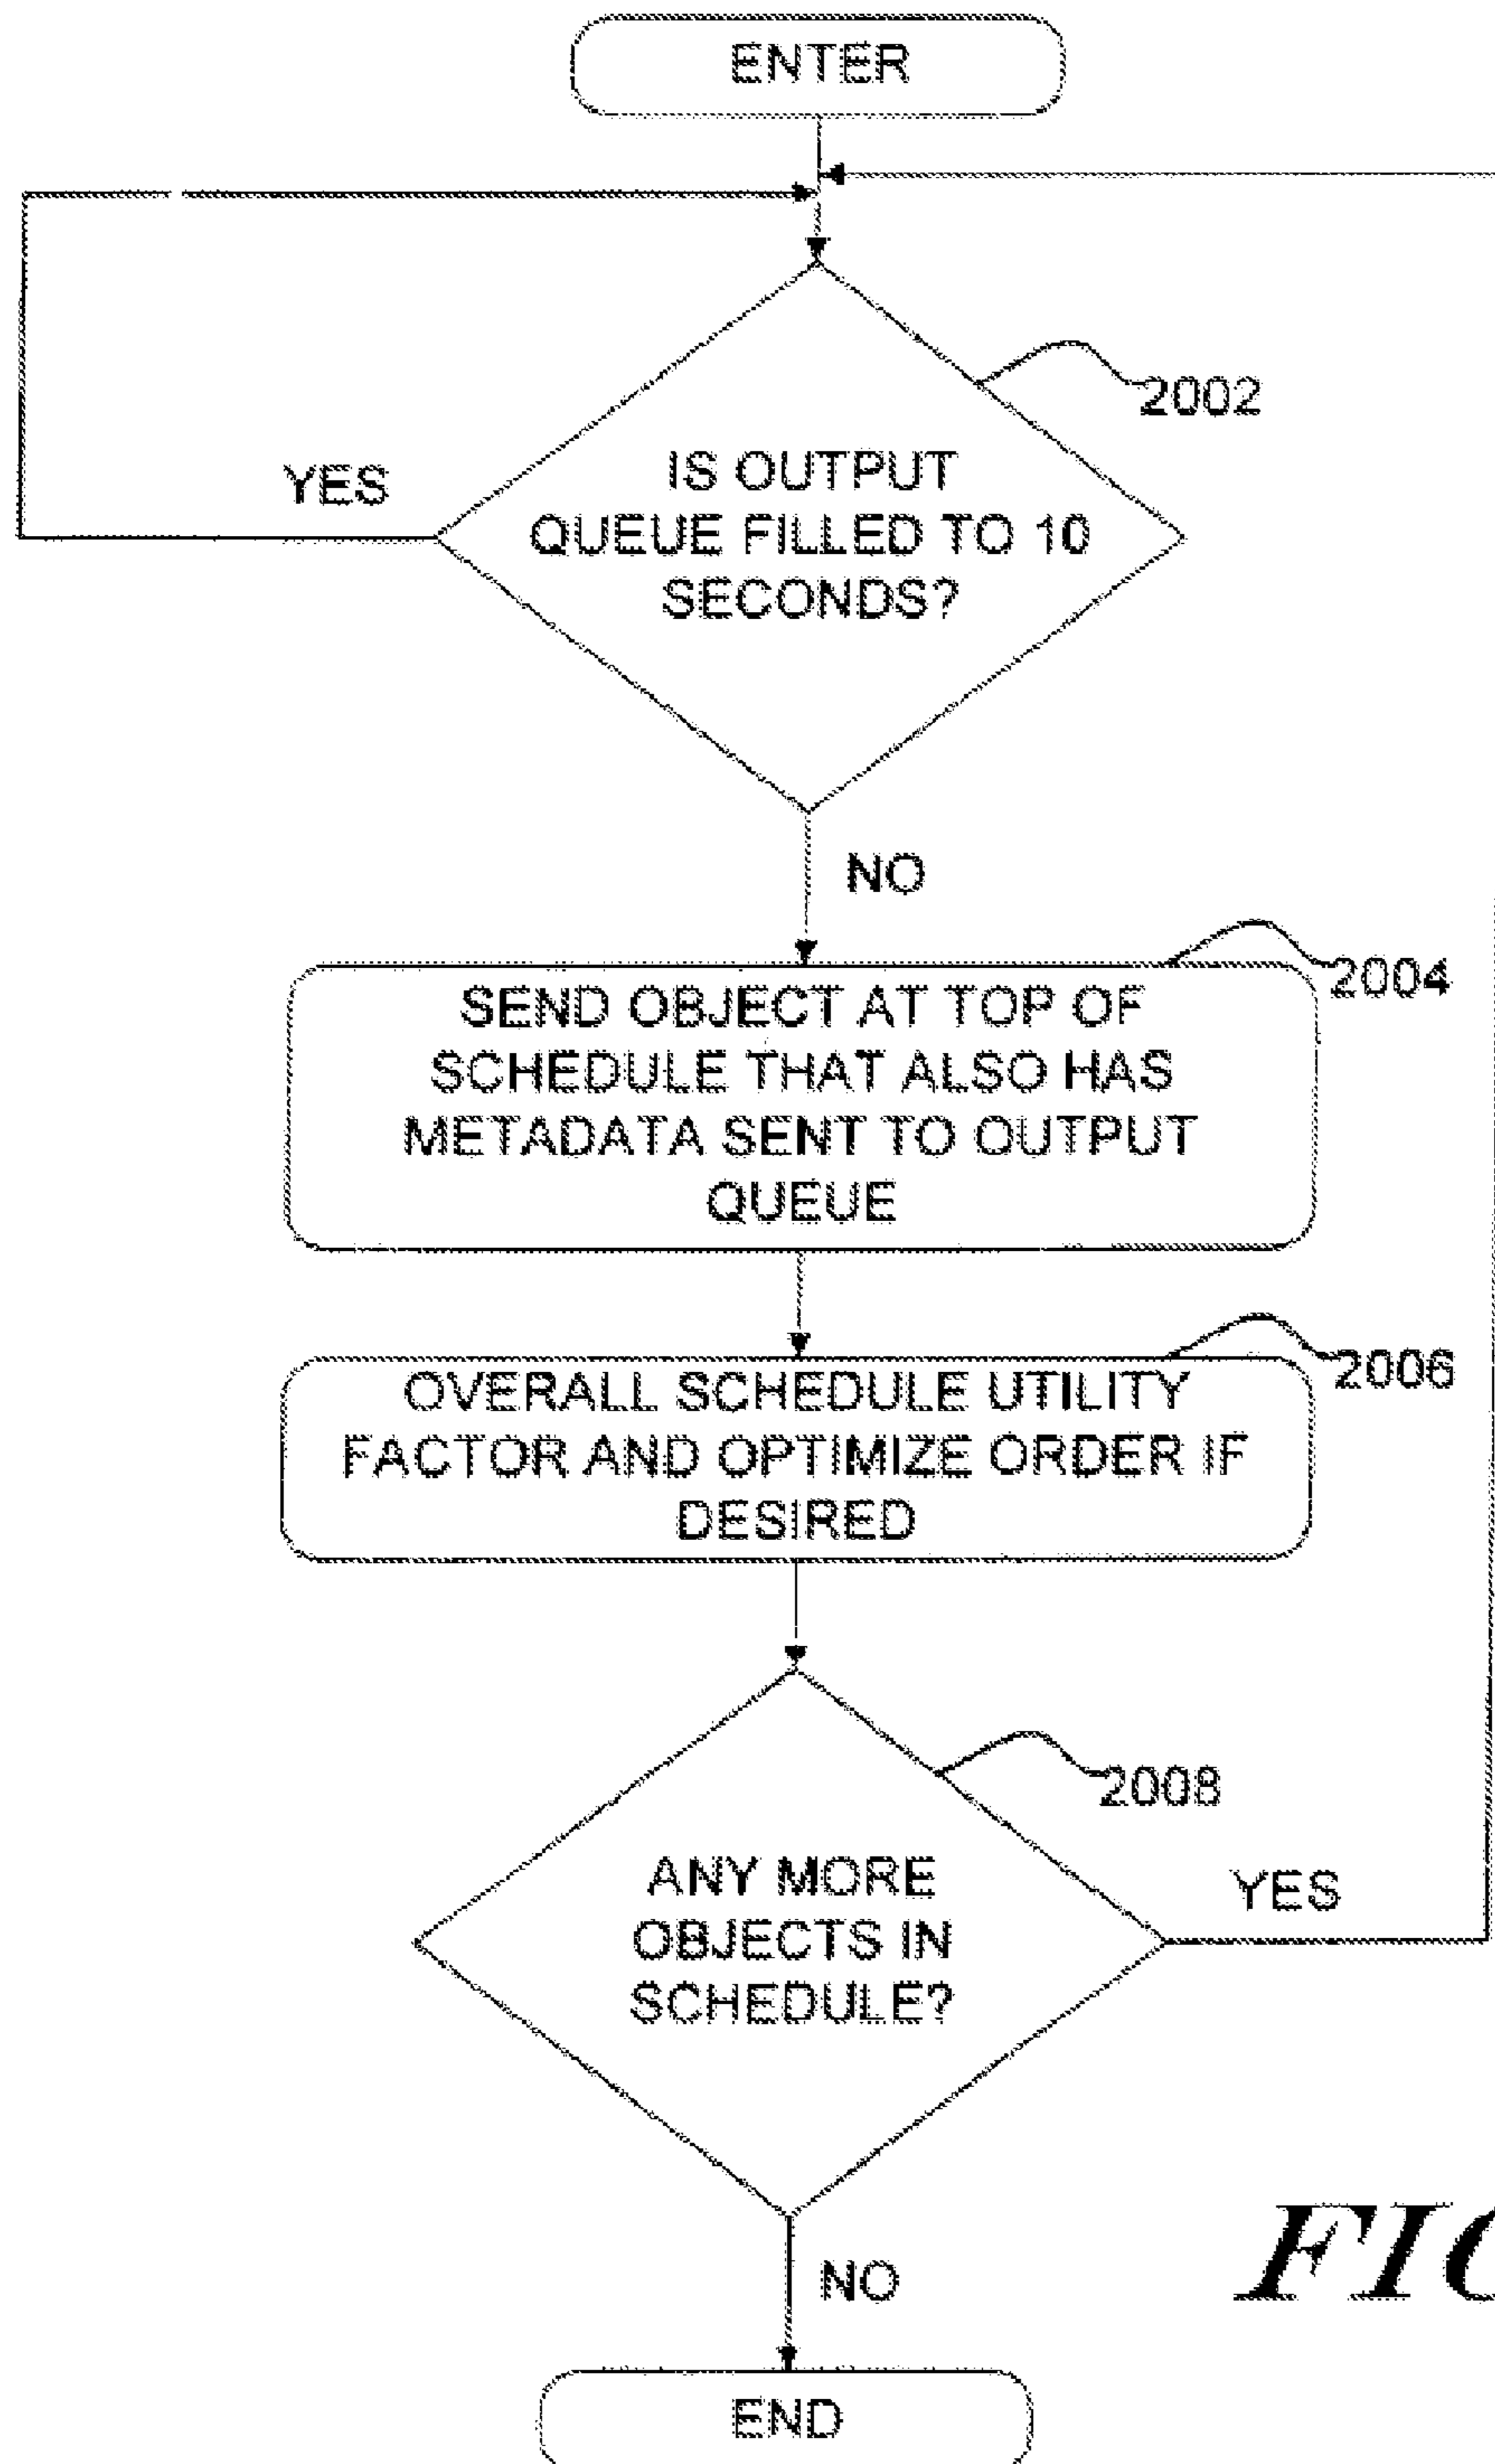 ENTER
2002
IS OUTPUT
QUEUE FILLED TO 10
SECONDS?
YES
NO
2004
SEND OBJECT AT TOP OF
SCHEDULE THAT ALSO HAS
METADATA SENT TO OUTPUT
QUEUE
2006
OVERALL SCHEDULE UTILITY
FACTOR AND OPTIMIZE ORDER IF
DESIRED
2008
ANY MORE
OBJECTS IN
SCHEDULE?
YES
NO
END